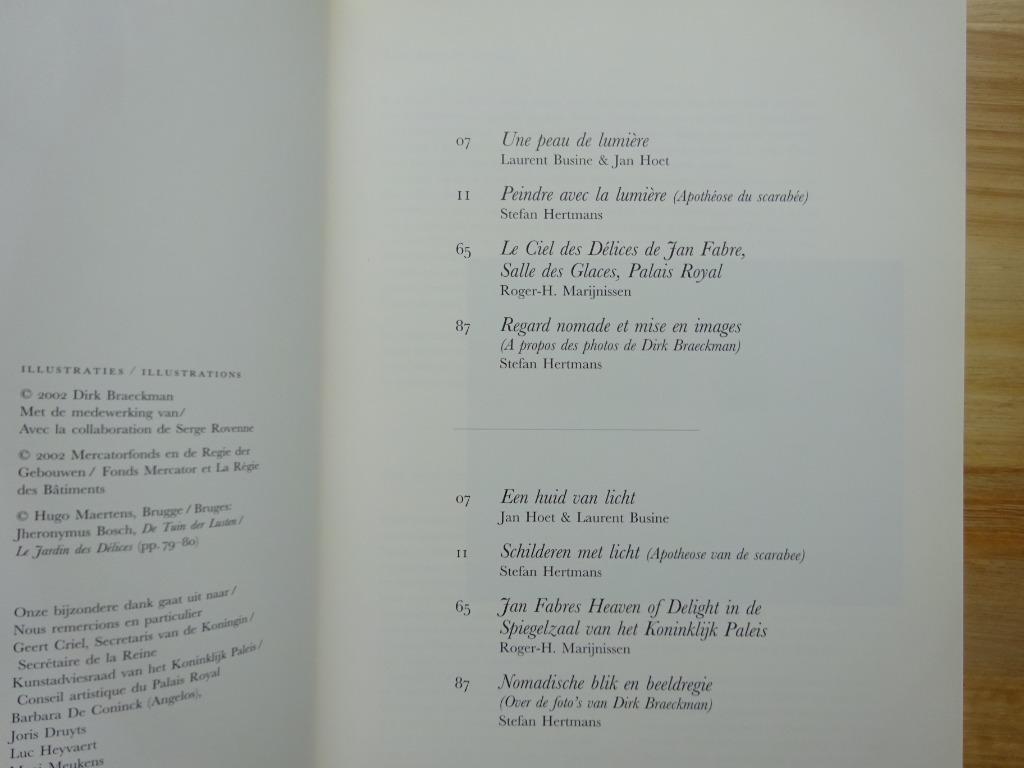 ILLUSTRATIES / ILLUSTRATIONS
© 2002 Dirk Braeckman
Met de medewerking van/
Avec la collaboration de Serge Rovenne
© 2002 Mercatorfonds en de Regie der
Gebouwen / Fonds Mercator et La Régie
des Bâtiments
© Hugo Maertens, Brugge / Bruges:
Jheronymus Bosch, De Tuin der Lusten /
Le Jardin des Délices (pp. 79-80)
Onze bijzondere dank gaat uit naar /
Nous remercions en particulier
Geert Criel, Secretaris van de Koningin /
Secrétaire de la Reine
Kunstadviesraad van het Koninklijk Paleis /
Conseil artistique du Palais Royal
Barbara De Coninck (Angelos),
Joris Druyts
Luc Heyvaert
Meukens
07 Une peau de lumière
Laurent Busine & Jan Hoet
11 Peindre avec la lumière (Apothéose du scarabée)
Stefan Hertmans
65 Le Ciel des Délices de Jan Fabre,
Salle des Glaces, Palais Royal
Roger-H. Marijnissen
87 Regard nomade et mise en images
(A propos des photos de Dirk Braeckman)
Stefan Hertmans
07 Een huid van licht
Jan Hoet & Laurent Busine
11 Schilderen met licht (Apotheose van de scarabee)
Stefan Hertmans
65 Jan Fabres Heaven of Delight in de
Spiegelzaal van het Koninklijk Paleis
Roger-H. Marijnissen
87 Nomadische blik en beeldregie
(Over de foto's van Dirk Braeckman)
Stefan Hertmans